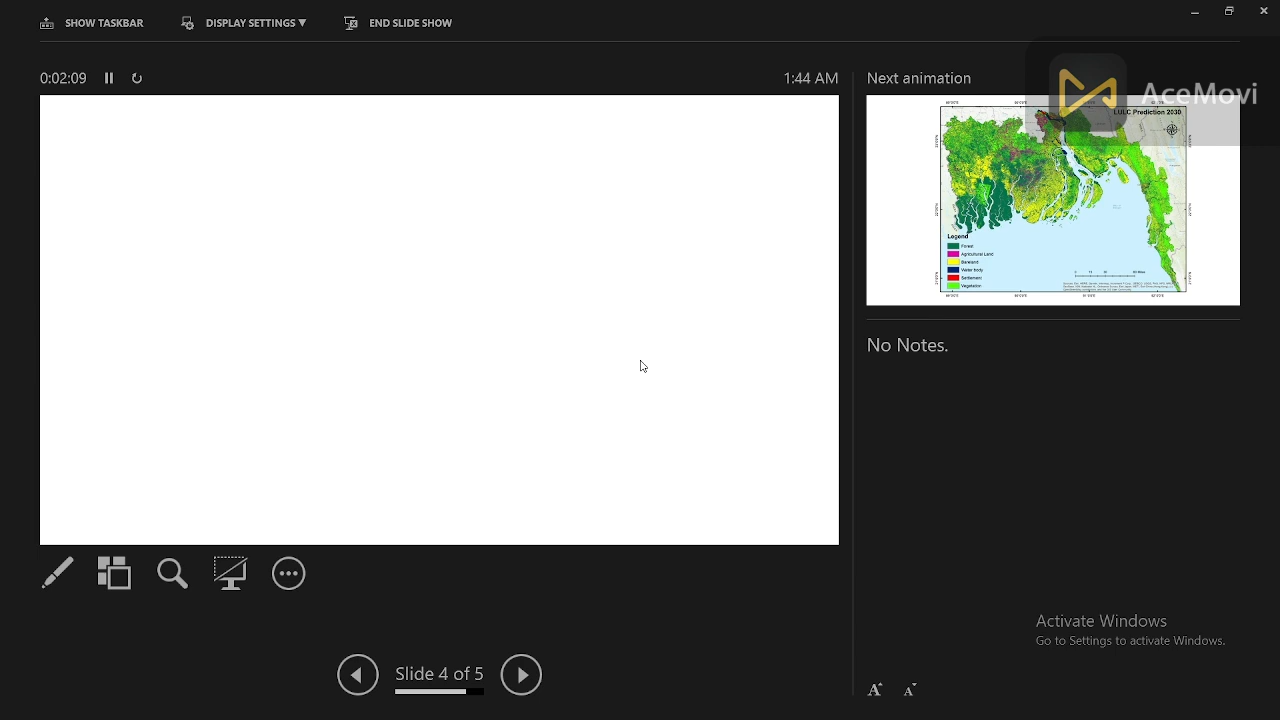 SHOW TASKBAR
DISPLAY SETTINGS ▼
END SLIDE SHOW
0:02:09
1:44 AM
Next animation
AceMovi
LULC Prediction 2030
Legend
Forest
Agricultural Land
Bareland
Water body
Settlement
Vegetation
No Notes.
Activate Windows
Go to Settings to activate Windows.
Slide 4 of 5
A A